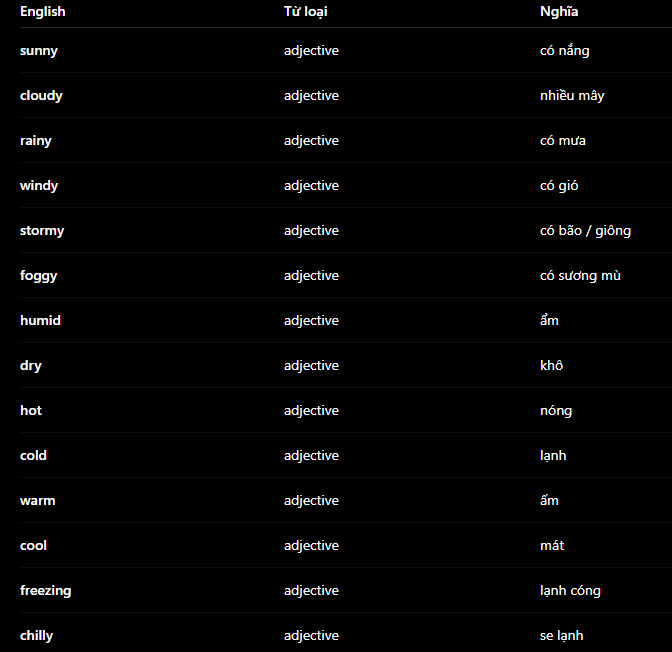 English Từ loại Nghĩa
sunny adjective có nắng
cloudy adjective nhiều mây
rainy adjective có mưa
windy adjective có gió
stormy adjective có bão / giông
foggy adjective có sương mù
humid adjective ẩm
dry adjective khô
hot adjective nóng
cold adjective lạnh
warm adjective ấm
cool adjective mát
freezing adjective lạnh cóng
chilly adjective se lạnh